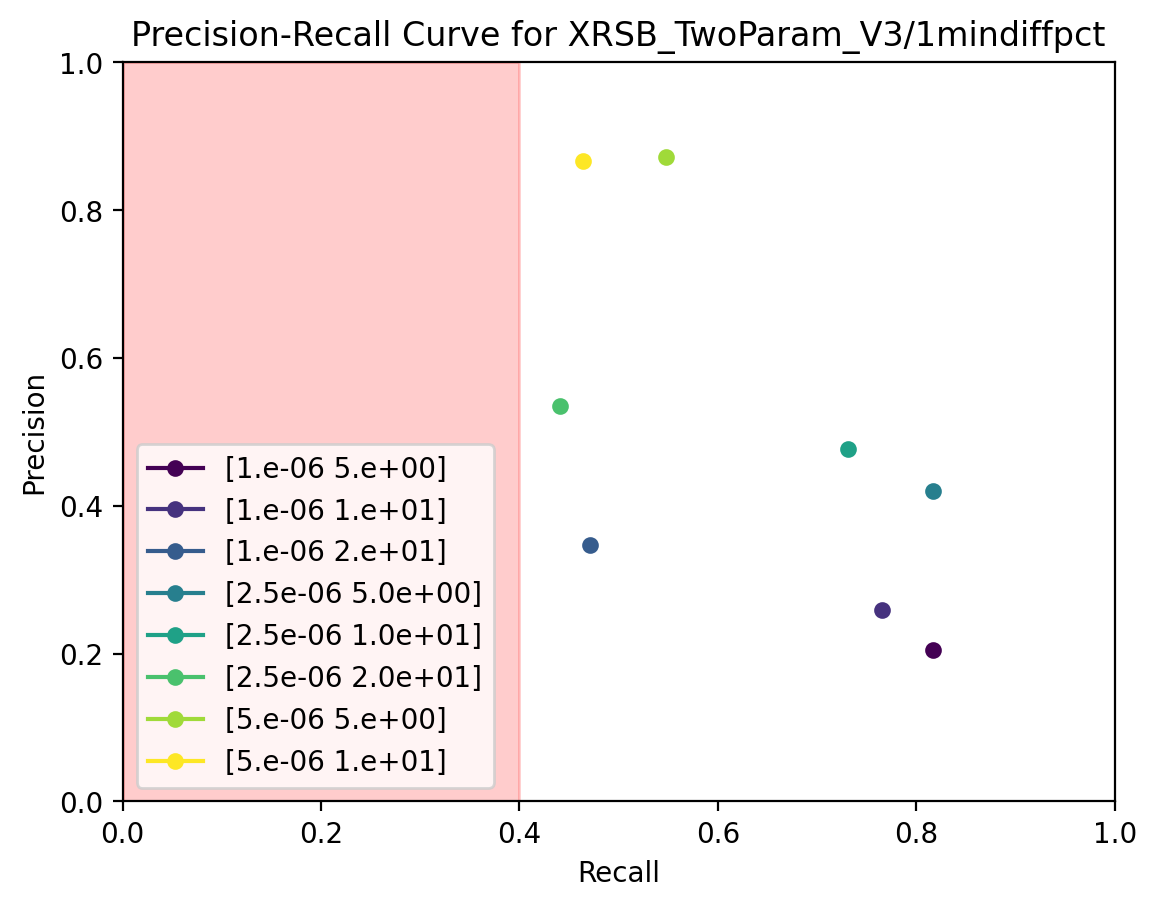 Precision-Recall Curve for XRSB_TwoParam_V3/1mindiffpct
1.0
0.8
0.6
0.4
0.2
0.0
Precision
[1.e-06 5.e+00]
[1.e-06 1.e+01]
[1.e-06 2.e+01]
[2.5e-06 5.0e+00]
[2.5e-06 1.0e+01]
[2.5e-06 2.0e+01]
[5.e-06 5.e+00]
[5.e-06 1.e+01]
0.0 0.2 0.4 0.6 0.8 1.0
Recall